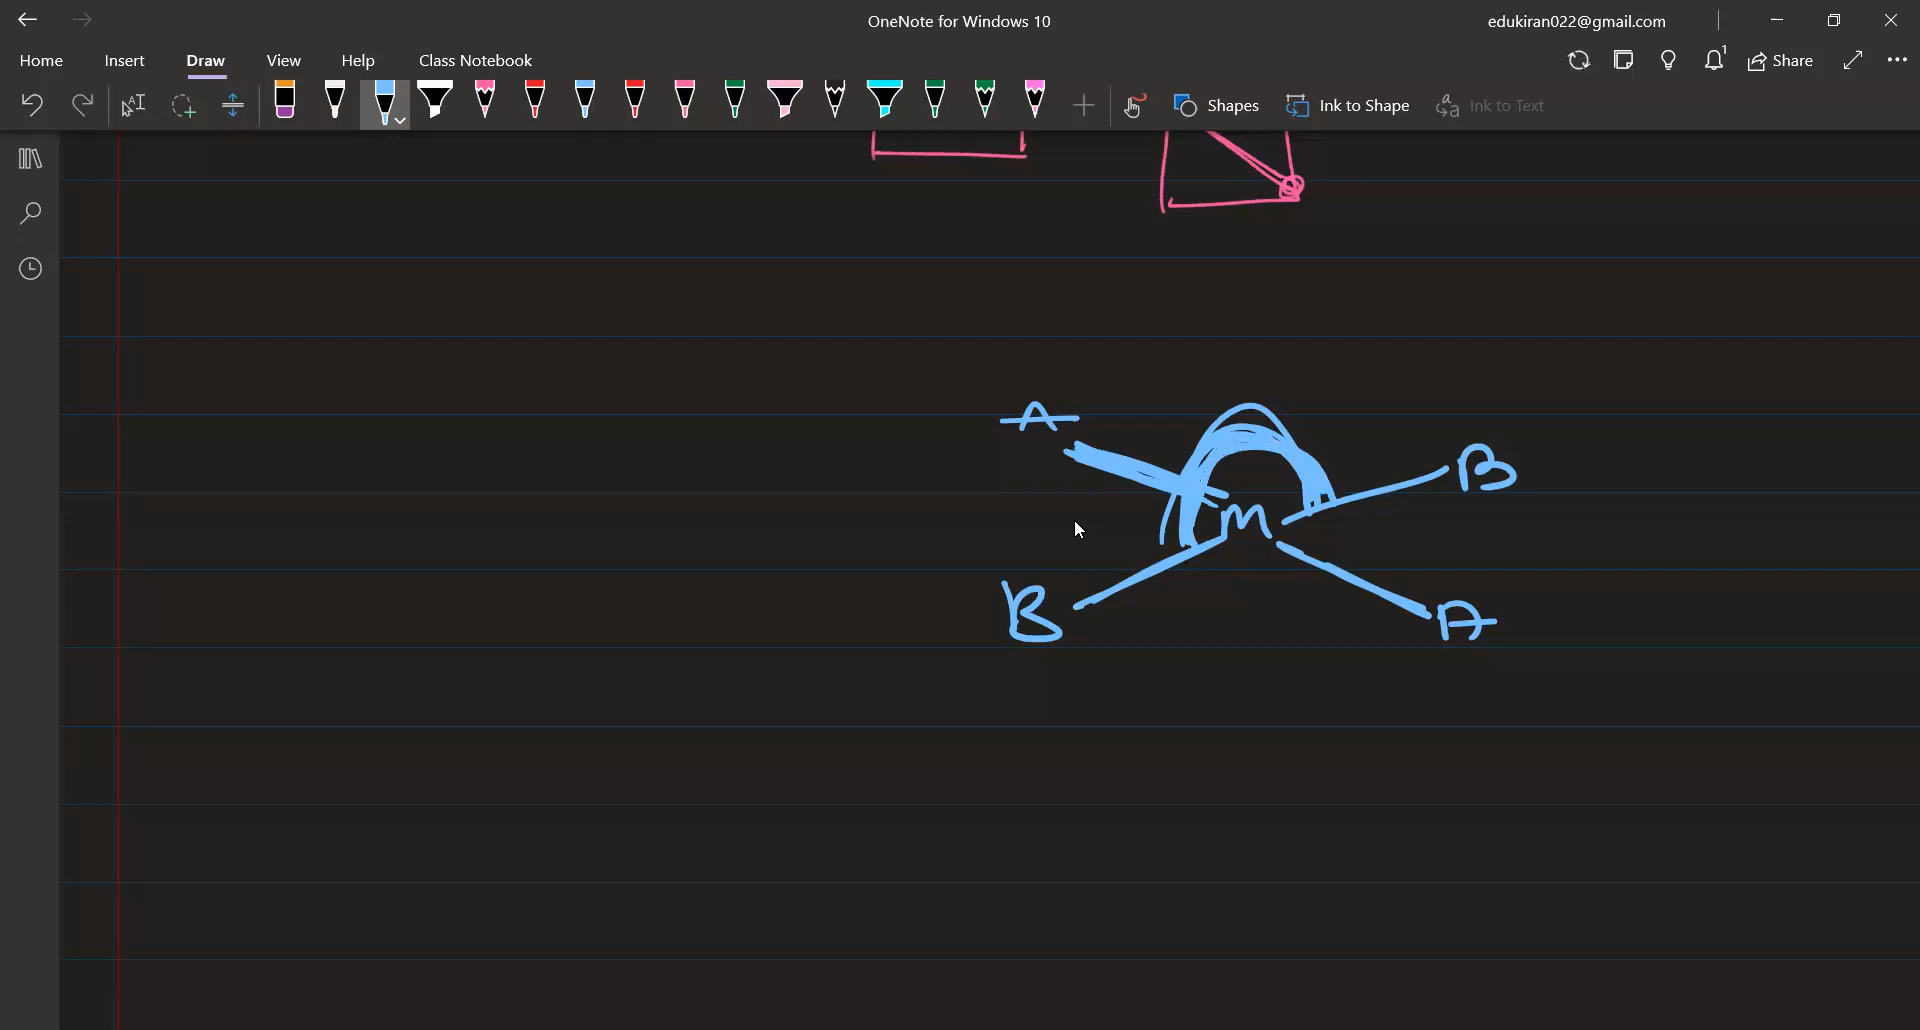 OneNote for Windows 10
edukiran022@gmail.com
Home Insert Draw View Help Class Notebook
1
Share
Shapes
Ink to Shape
Ink to Text
A
B
M
B
A